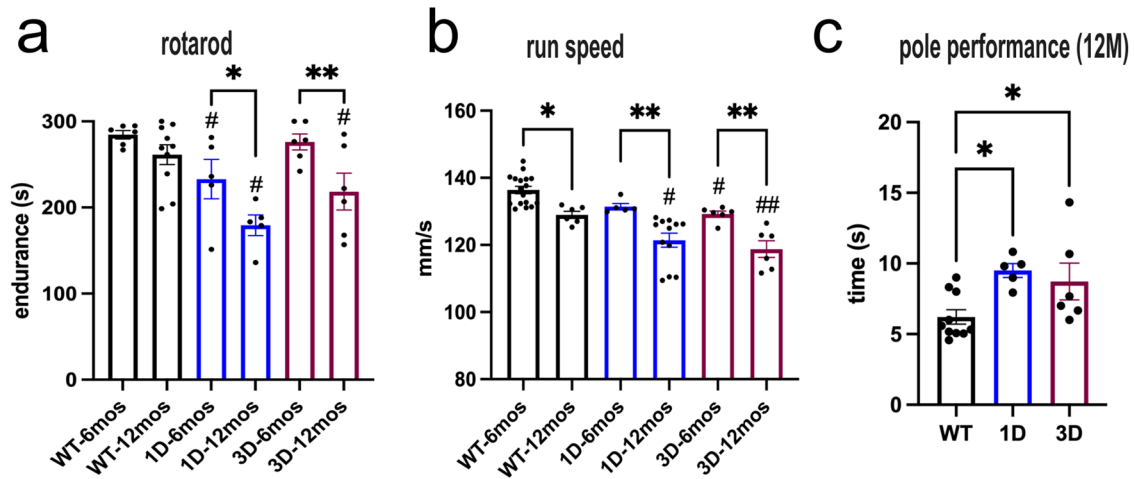 a
rotarod
endurance (s)
300
200
100
0
#
*
#
**
#
WT-6mos
WT-12mos
1D-6mos
1D-12mos
3D-6mos
3D-12mos
b
run speed
mm/s
160
140
120
100
80
*
**
#
**
#
##
WT-6mos
WT-12mos
1D-6mos
1D-12mos
3D-6mos
3D-12mos
c
pole performance (12M)
time (s)
20
15
10
5
0
*
*
WT
1D
3D